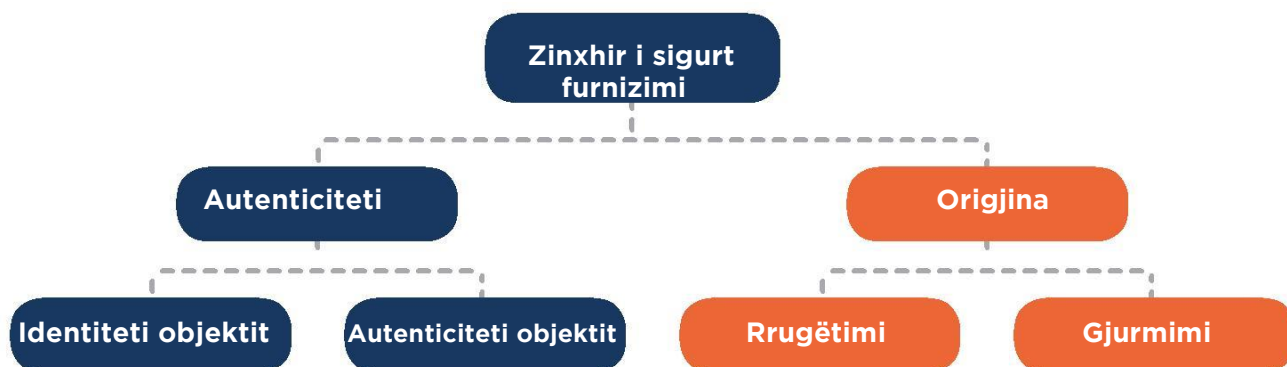 Zinxhir i sigurt
furnizimi
Autenticiteti
Origjina
Identiteti objektit
Autenticiteti objektit
Rrugëtimi
Gjurmimi